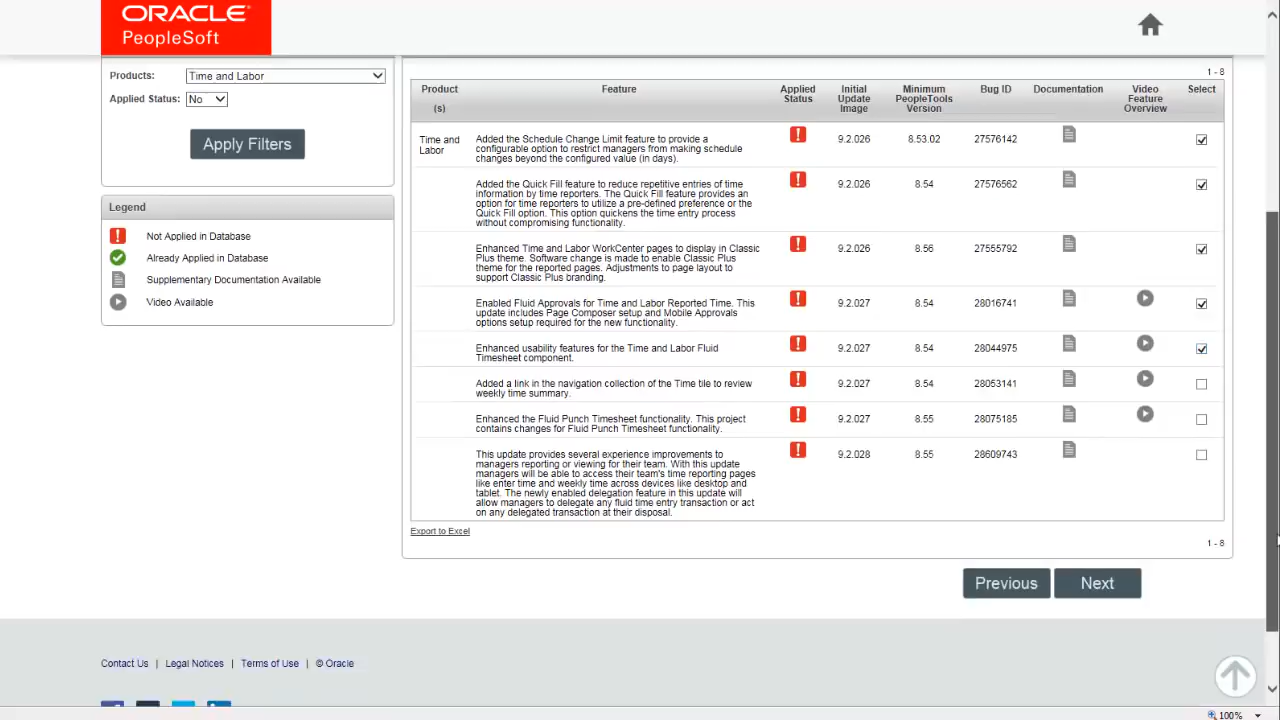 ORACLE
PeopleSoft
Products: Time and Labor
Applied Status: No
Apply Filters
Legend
Not Applied in Database
Already Applied in Database
Supplementary Documentation Available
Video Available
1 - 8
Product (s) Feature Applied Status Initial Update Image Minimum PeopleTools Version Bug ID Documentation Video Feature Overview Select
Time and Labor
Added the Schedule Change Limit feature to provide a
configurable option to restrict managers from making schedule
changes beyond the configured value (in days).
9.2.026 8.53.02 27576142
Added the Quick Fill feature to reduce repetitive entries of time
information by time reporters. The Quick Fill feature provides an
option for time reporters to utilize a pre-defined preference or the
Quick Fill option. This option quickens the time entry process
without compromising functionality.
9.2.026 8.54 27576562
Enhanced Time and Labor WorkCenter pages to display in Classic
Plus theme. Software change is made to enable Classic Plus
theme for the reported pages. Adjustments to page layout to
support Classic Plus branding.
9.2.026 8.56 27555792
Enabled Fluid Approvals for Time and Labor Reported Time. This
update includes Page Composer setup and Mobile Approvals
options setup required for the new functionality.
9.2.027 8.54 28016741
Enhanced usability features for the Time and Labor Fluid
Timesheet component.
9.2.027 8.54 28044975
Added a link in the navigation collection of the Time tile to review
weekly time summary.
9.2.027 8.54 28053141
Enhanced the Fluid Punch Timesheet functionality. This project
contains changes for Fluid Punch Timesheet functionality.
9.2.027 8.55 28075185
This update provides several experience improvements to
managers reporting or viewing for their team. With this update
managers will be able to access their team's time reporting pages
like enter time and weekly time across devices like desktop and
tablet. The newly enabled delegation feature in this update will
allow managers to delegate any fluid time entry transaction or act
on any delegated transaction at their disposal.
9.2.028 8.55 28609743
Export to Excel
1 - 8
Previous Next
Contact Us | Legal Notices | Terms of Use | © Oracle
100%